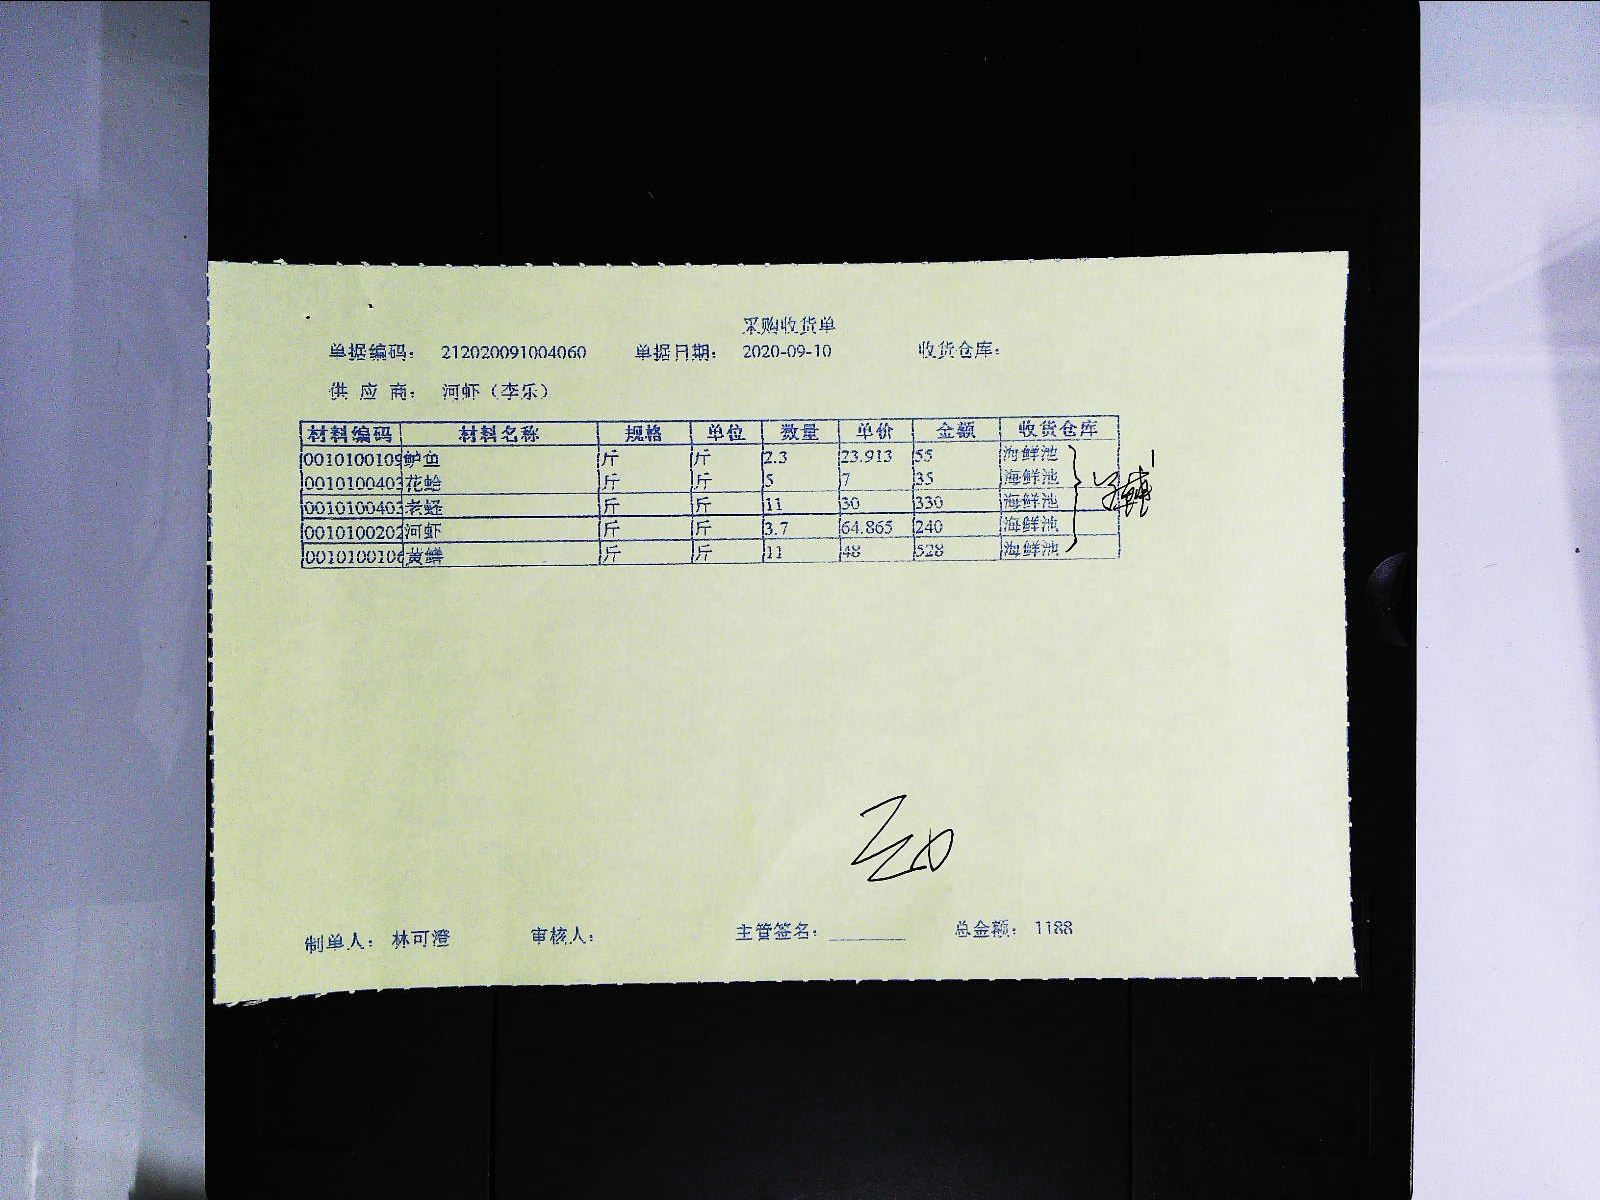 采购收货单
单据编码： 212020091004060 单据日期： 2020-09-10 收货仓库：
供 应 商： 河虾（李乐）
材料编码 材料名称 规格 单位 数量 单价 金额 收货仓库
0010100109 鲈鱼 斤 斤 2.3 23.913 55 海鲜池
0010100403 花蛤 斤 斤 5 7 35 海鲜池
0010100403 老蛏 斤 斤 11 30 330 海鲜池
0010100202 河虾 斤 斤 3.7 64.865 240 海鲜池
0010100106 黄鳝 斤 斤 11 48 528 海鲜池
制单人： 林可澄 审核人： 主管签名： 总金额： 1188